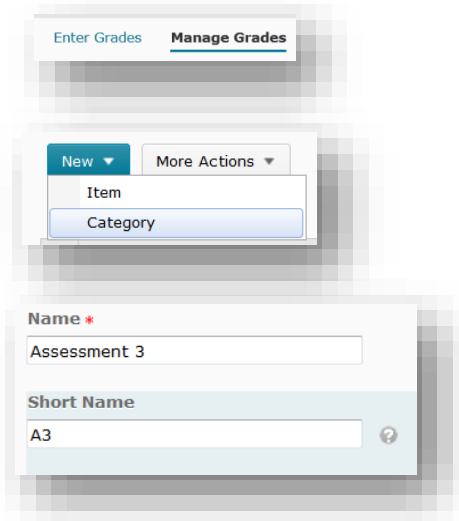 Enter Grades Manage Grades
New More Actions
Item
Category
Name *
Assessment 3
Short Name
A3 ?